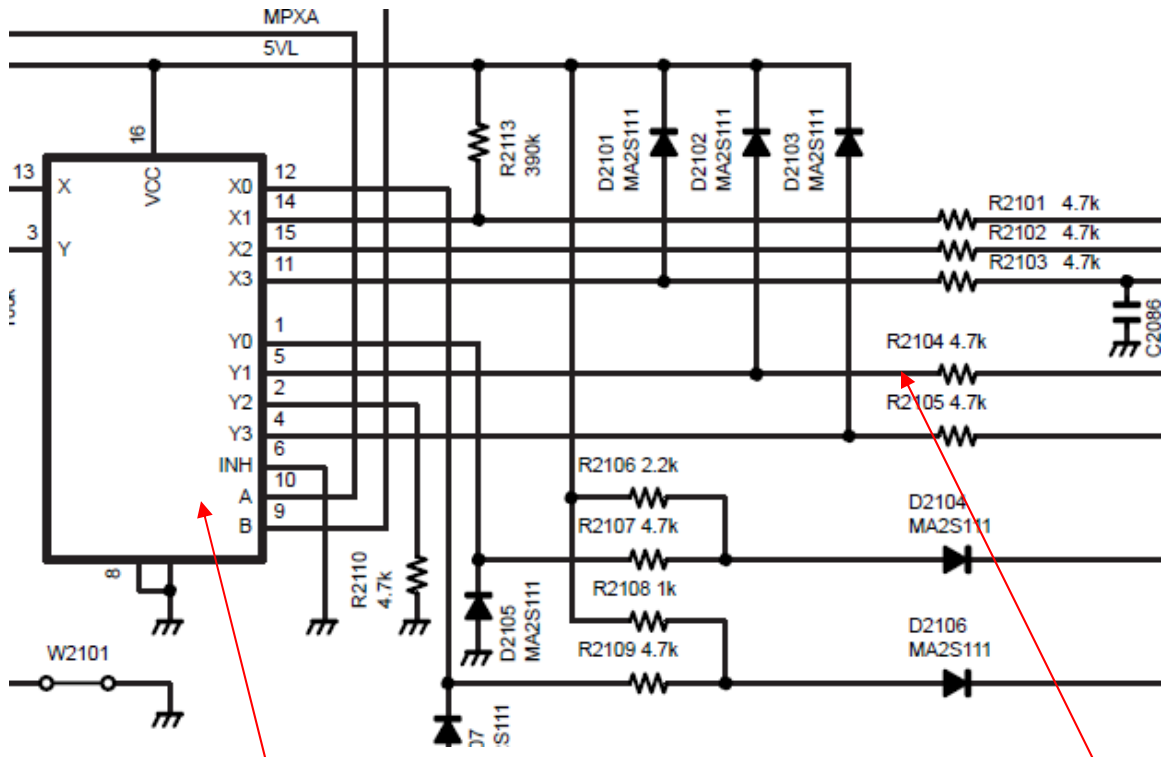 MPXA
5VL
16
R2113
390k
D2101
MA2S111
D2102
MA2S111
D2103
MA2S111
13
X
VCC
X0
12
14
X1
R2101 4.7k
15
3
Y
X2
R2102 4.7k
11
X3
R2103 4.7k
C2086
1
Y0
R2104 4.7k
5
Y1
2
Y2
R2105 4.7k
4
Y3
6
INH
R2106 2.2k
10
A
D2104
MA2S111
9
B
R2107 4.7k
8
R2110
4.7k
R2108 1k
D2105
MA2S111
D2106
MA2S111
W2101
R2109 4.7k
07
2S111